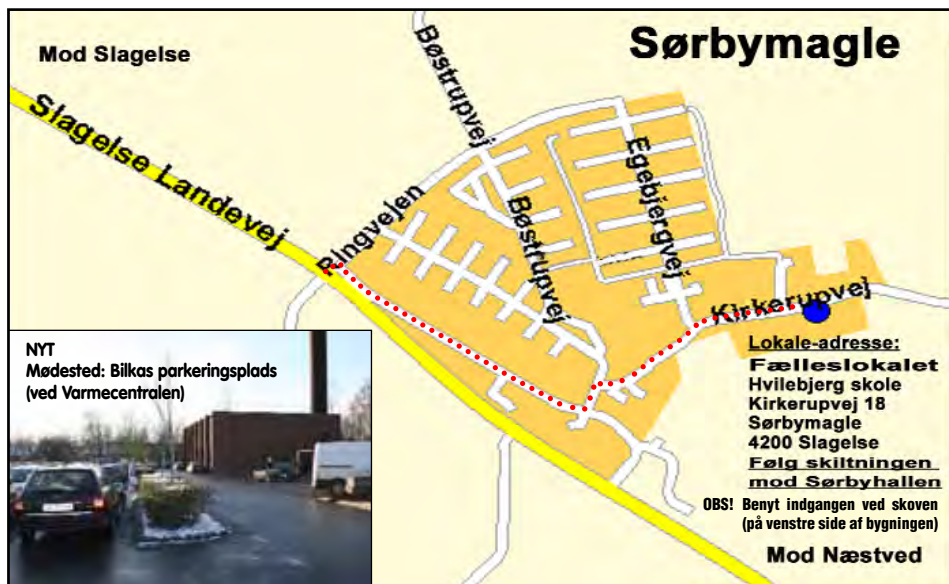 Sørbymagle
Mod Slagelse
Bøstrupvej
Slagelse Landevej
Egebjergvej
Ringvejen
Bøstrupvej
Kirkerupvej
NYT
Mødested: Bilkas parkeringsplads
(ved Varmecentralen)
Lokale-adresse:
Fælleslokalet
Hvilebjerg skole
Kirkerupvej 18
Sørbymagle
4200 Slagelse
Følg skiltningen
mod Sørbyhallen
OBS! Benyt indgangen ved skoven
(på venstre side af bygningen)
Mod Næstved